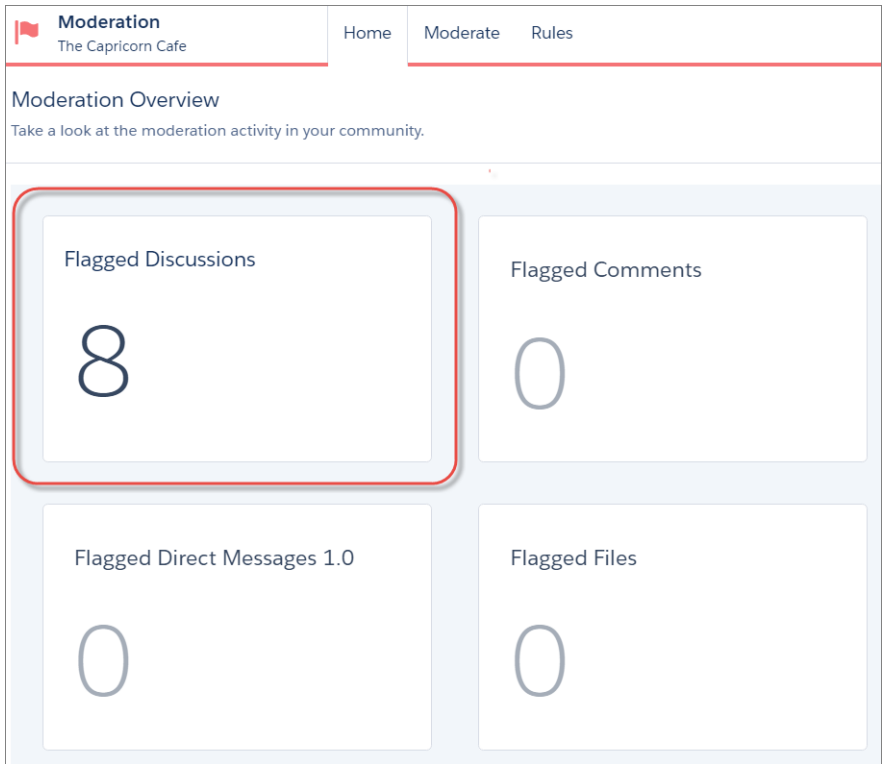 Moderation
The Capricorn Cafe
Home
Moderate
Rules
Moderation Overview
Take a look at the moderation activity in your community.
Flagged Discussions
8
Flagged Comments
0
Flagged Direct Messages 1.0
0
Flagged Files
0